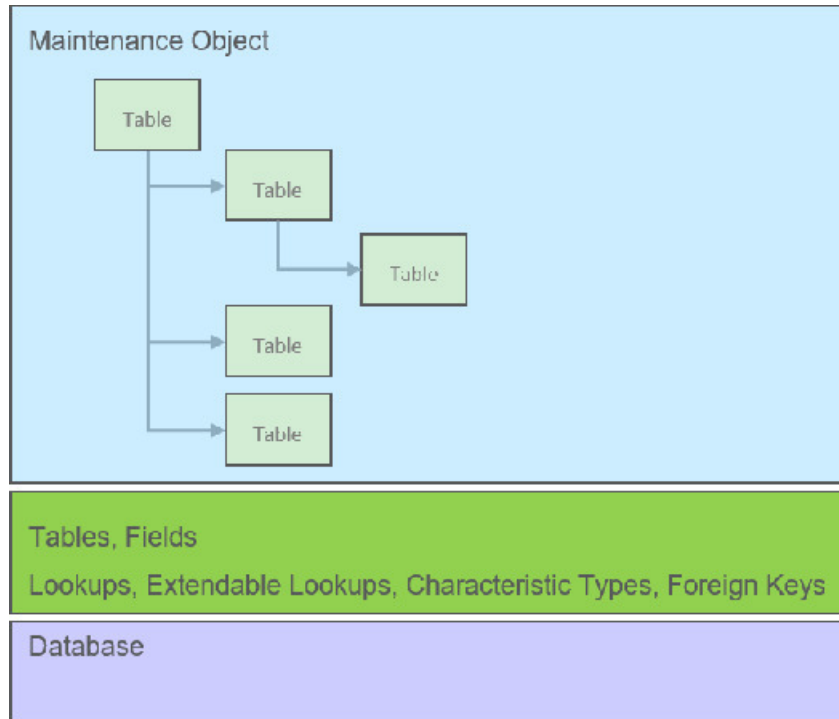 Maintenance Object
Table
Table
Table
Table
Table
Tables, Fields
Lookups, Extendable Lookups, Characteristic Types, Foreign Keys
Database